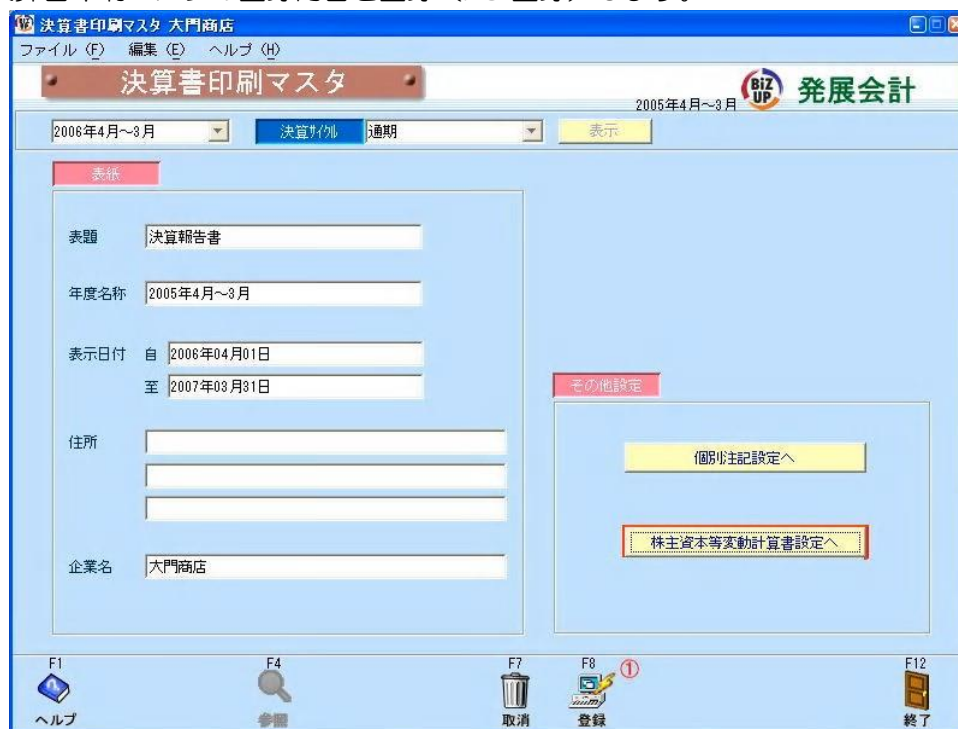 決算書印刷マスタ 大門商店
ファイル(F) 編集(E) ヘルプ(H)
決算書印刷マスタ
2005年4月～3月
BiZ UP 発展会計
2006年4月～3月 決算ｻｲｸﾙ 通期 表示
表紙
表題 決算報告書
年度名称 2005年4月～3月
表示日付 自 2006年04月01日
至 2007年03月31日
その他設定
住所
個別注記設定へ
株主資本等変動計算書設定へ
企業名 大門商店
F1 F4 F7 F8 ① F12
ヘルプ 参照 取消 登録 終了